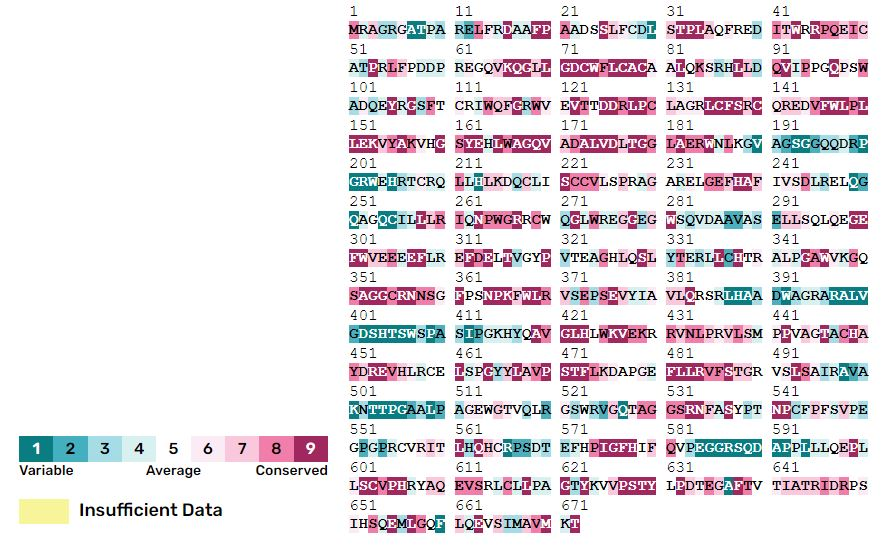 1 11 21 31 41
MRAGRGATPA RELFRDAAFP AADSSLFCDL STPLAQFRED ITWRRPQEIC
51 61 71 81 91
ATPRLFPDDP REGQVKQGLL GDCWFLCACA ALQKSRHLLD QVIPPGQPSW
101 111 121 131 141
ADQEYRGSFT CRIWQFGRWV EVTTDDRLPC LAGRLCFSRC QREDVFWLPL
151 161 171 181 191
LEKVYAKVHG SYEHLWAGQV ADALVDLTGG LAERWNLKGV AGSGGQQDRP
201 211 221 231 241
GRWEHRTCRQ LLHLKDQCLI SCCVLSPRAG ARELGEFHAF IVSDLRELQG
251 261 271 281 291
QAGQCILLLR IQNPWGRRCW QGLWREGGEG WSQVDAAVAS ELLSQLQEGE
301 311 321 331 341
FWVEEEEFLR EFDELTVGYP VTEAGHLQSL YTERLLCHTR ALPGAWVKGQ
351 361 371 381 391
SAGGCRNNSG FPSNPKFWLR VSEPSEVYIA VLQRSRLHAA DWAGRARALV
401 411 421 431 441
GDSHTSWSPA SIPGKHYQAV GLHLWKVEKR RVNLPRVLSM PPVAGTACHA
451 461 471 481 491
YDREVHLRCE LSPGYYLAVP STFLKDAPGE FLLRVFSTGR VSLSAIRAVA
501 511 521 531 541
KNTTPGAALP AGEWGTVQLR GSWRVGQTAG GSRNFASYPT NPCFPFSVPE
551 561 571 581 591
GPGPRCVRIT LHQHCRPSDT EFHPIGFHIF QVPEGGRSQD APPLLLQEPL
601 611 621 631 641
LSCVPHRYAQ EVSRLCLLPA GTYKVVPSTY LPDTEGAFTV TIATRIDRPS
651 661 671
IHSQEMLGQF LQEVSIMAVM KT
1 2 3 4 5 6 7 8 9
Variable Average Conserved
Insufficient Data